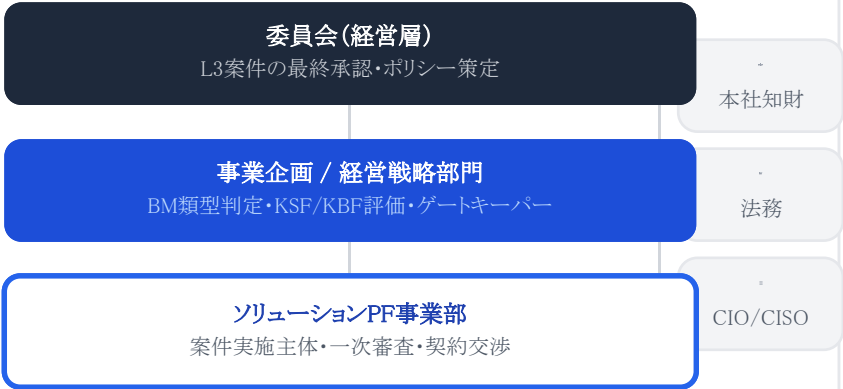 委員会（経営層）
L3案件の最終承認・ポリシー策定
本社知財
事業企画 / 経営戦略部門
BM類型判定・KSF/KBF評価・ゲートキーパー
法務
ソリューションPF事業部
案件実施主体・一次審査・契約交渉
CIO/CISO